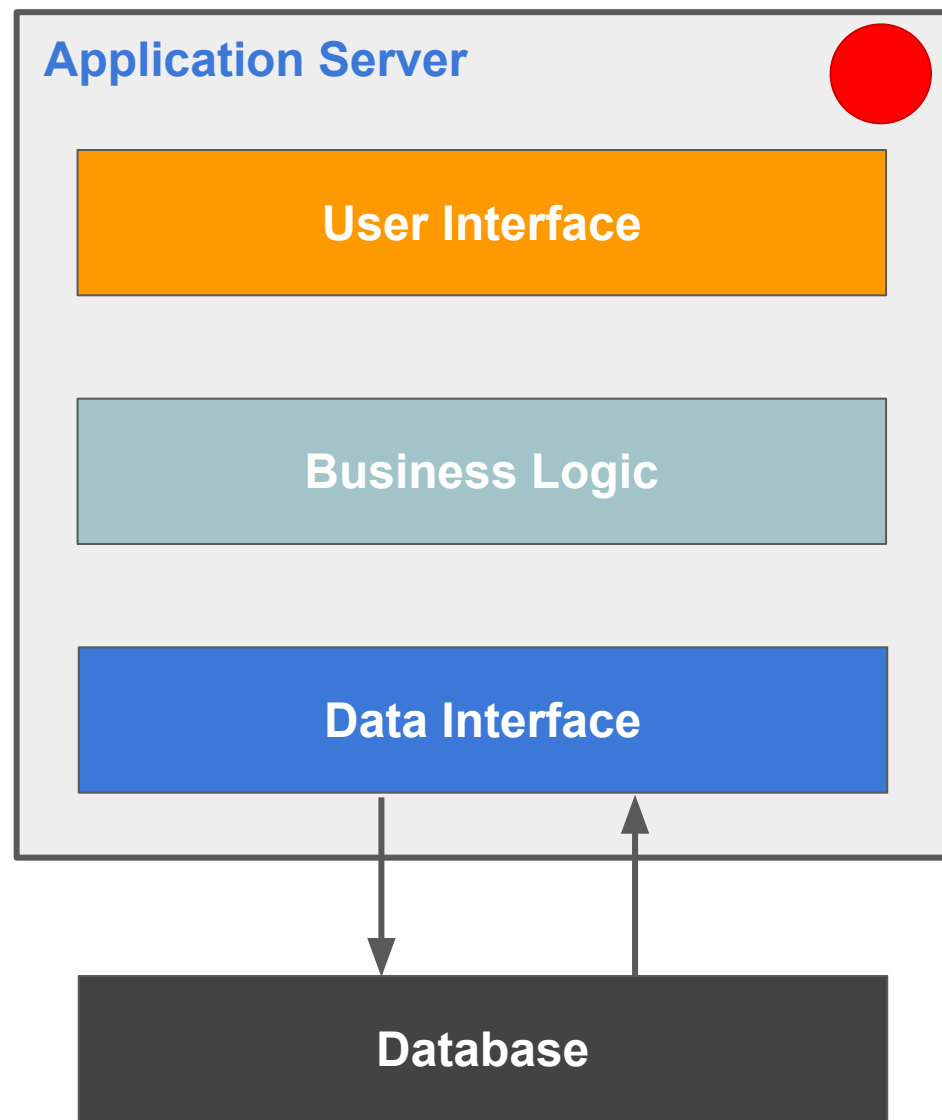 Application Server
User Interface
Business Logic
Data Interface
Database